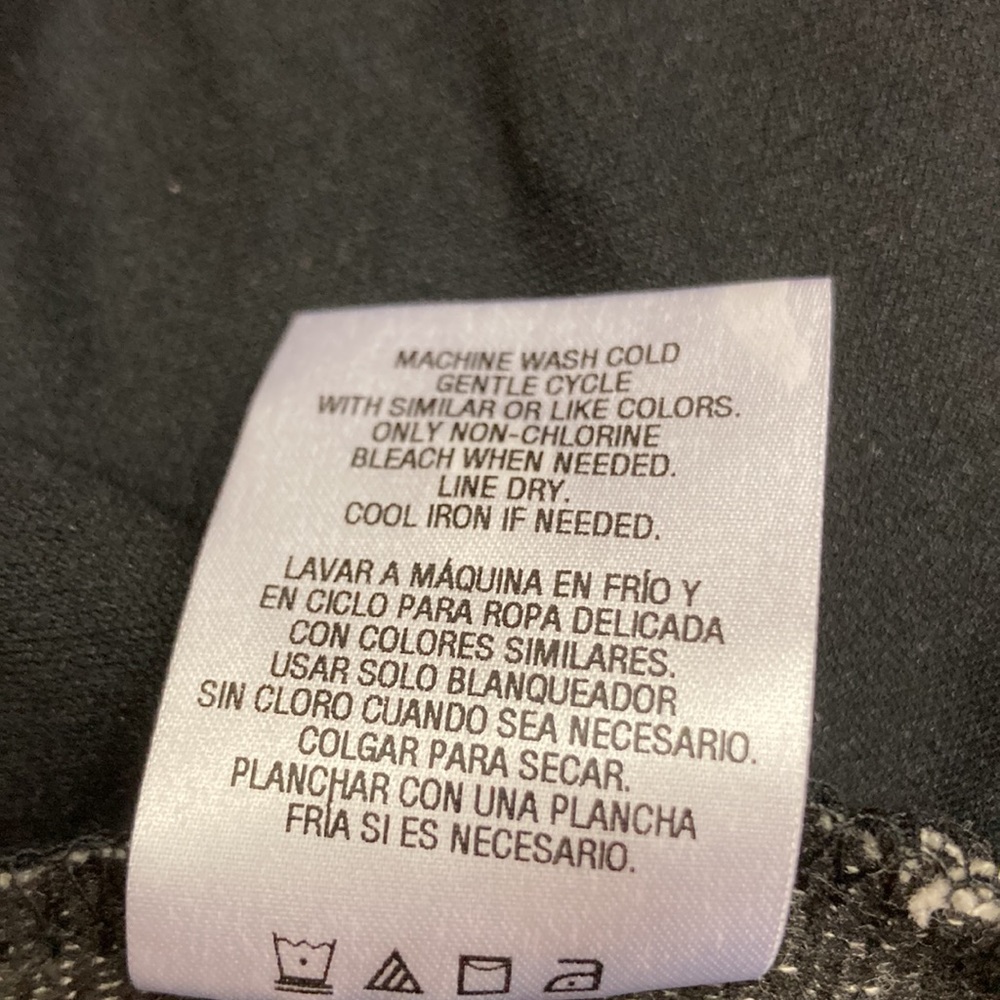 MACHINE WASH COLD
GENTLE CYCLE
WITH SIMILAR OR LIKE COLORS.
ONLY NON-CHLORINE
BLEACH WHEN NEEDED.
LINE DRY.
COOL IRON IF NEEDED.
LAVAR A MÁQUINA EN FRÍO Y
EN CICLO PARA ROPA DELICADA
CON COLORES SIMILARES.
USAR SOLO BLANQUEADOR
SIN CLORO CUANDO SEA NECESARIO.
COLGAR PARA SECAR.
PLANCHAR CON UNA PLANCHA
FRÍA SI ES NECESARIO.